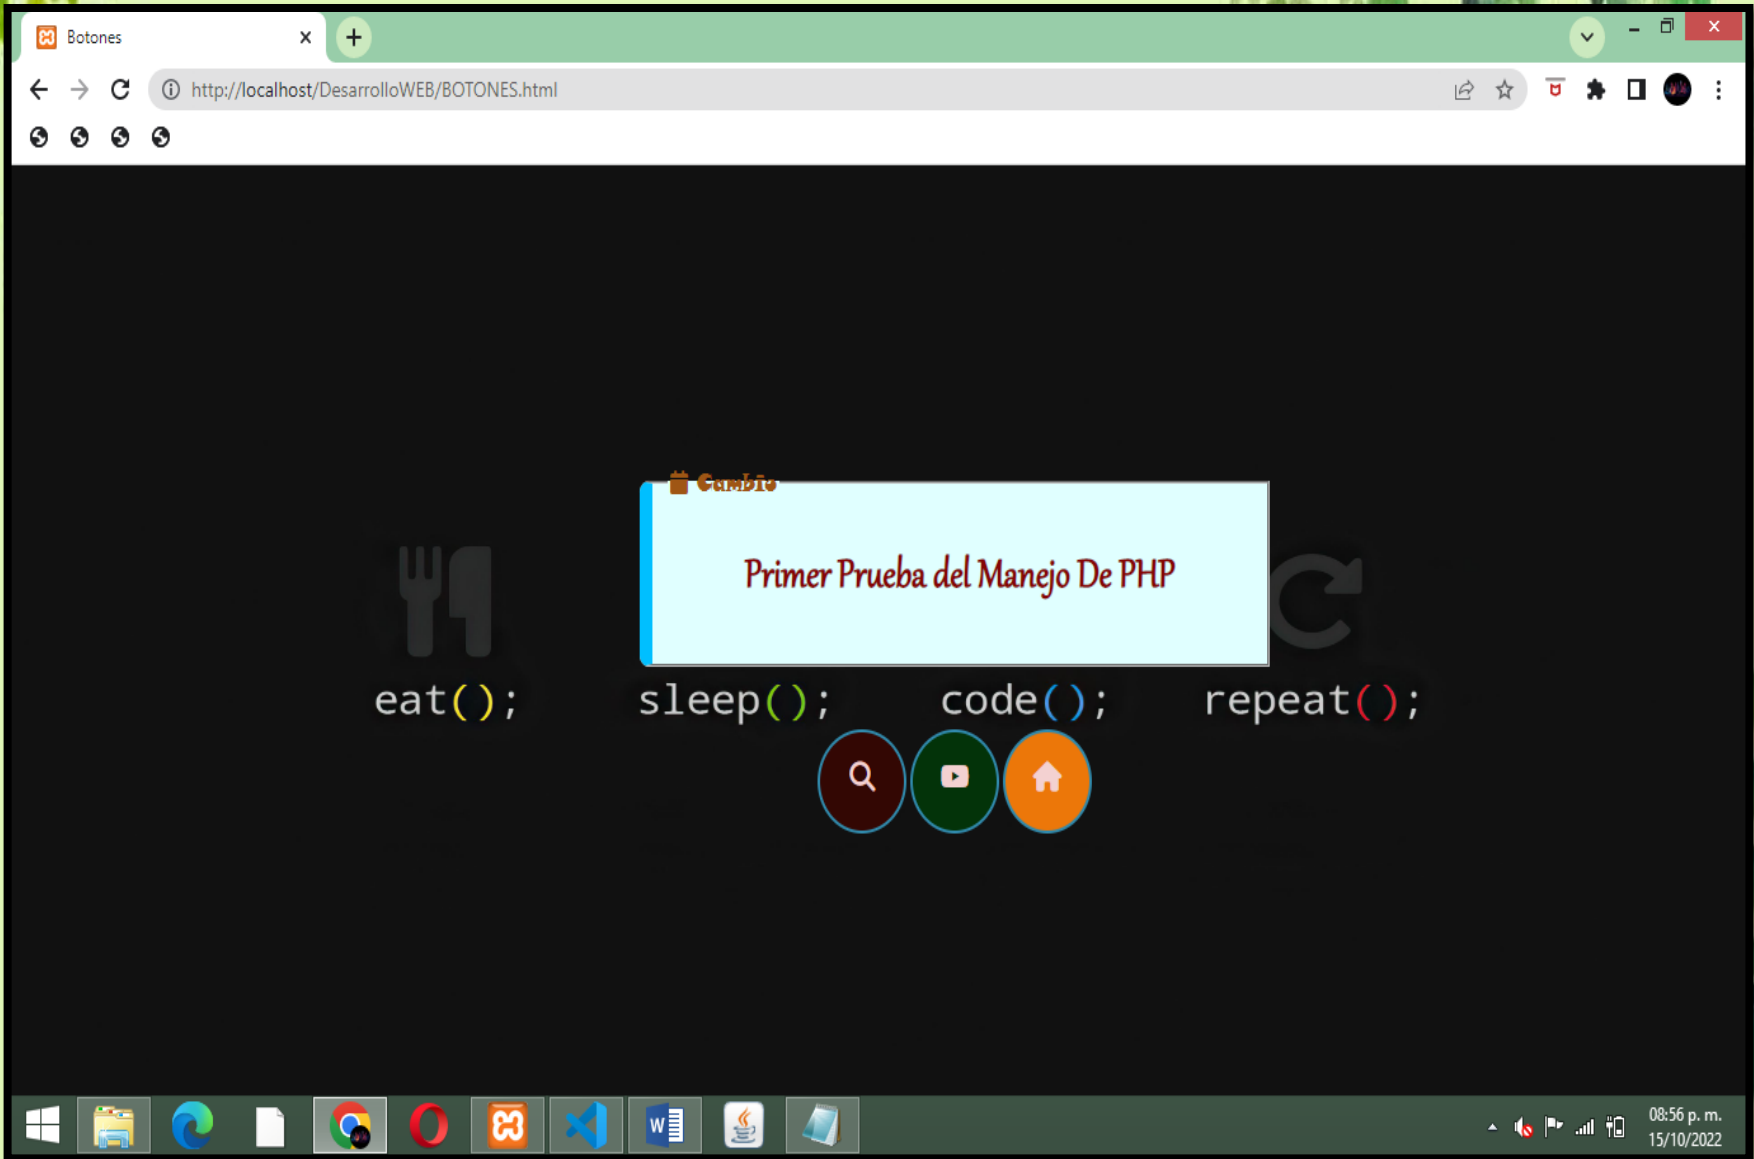 Botones
http://localhost/DesarrolloWEB/BOTONES.html
Cambio
Primer Prueba del Manejo De PHP
eat(); sleep(); code(); repeat();
08:56 p. m.
15/10/2022